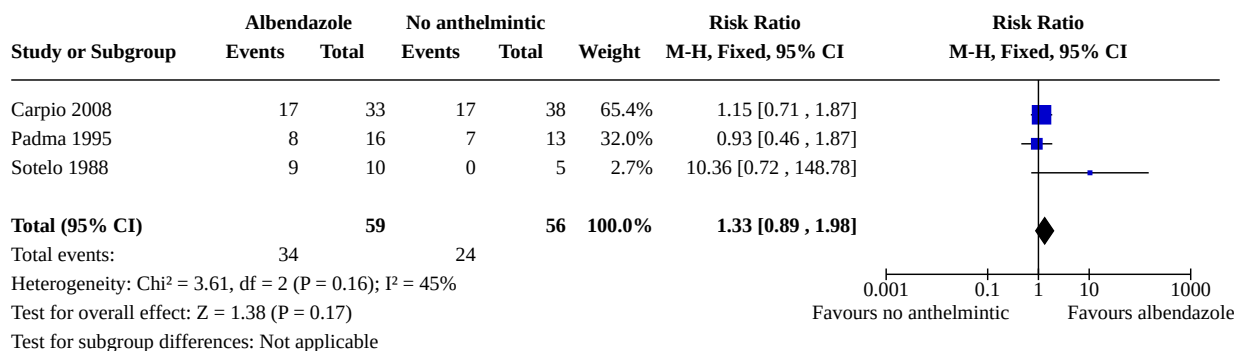 Albendazole No anthelmintic Risk Ratio Risk Ratio
Study or Subgroup Events Total Events Total Weight M-H, Fixed, 95% CI M-H, Fixed, 95% CI
Carpio 2008 17 33 17 38 65.4% 1.15 [0.71 , 1.87]
Padma 1995 8 16 7 13 32.0% 0.93 [0.46 , 1.87]
Sotelo 1988 9 10 0 5 2.7% 10.36 [0.72 , 148.78]
Total (95% CI) 59 56 100.0% 1.33 [0.89 , 1.98]
Total events: 34 24
Heterogeneity: Chi² = 3.61, df = 2 (P = 0.16); I² = 45%
0.001 0.1 1 10 1000
Test for overall effect: Z = 1.38 (P = 0.17) Favours no anthelmintic Favours albendazole
Test for subgroup differences: Not applicable